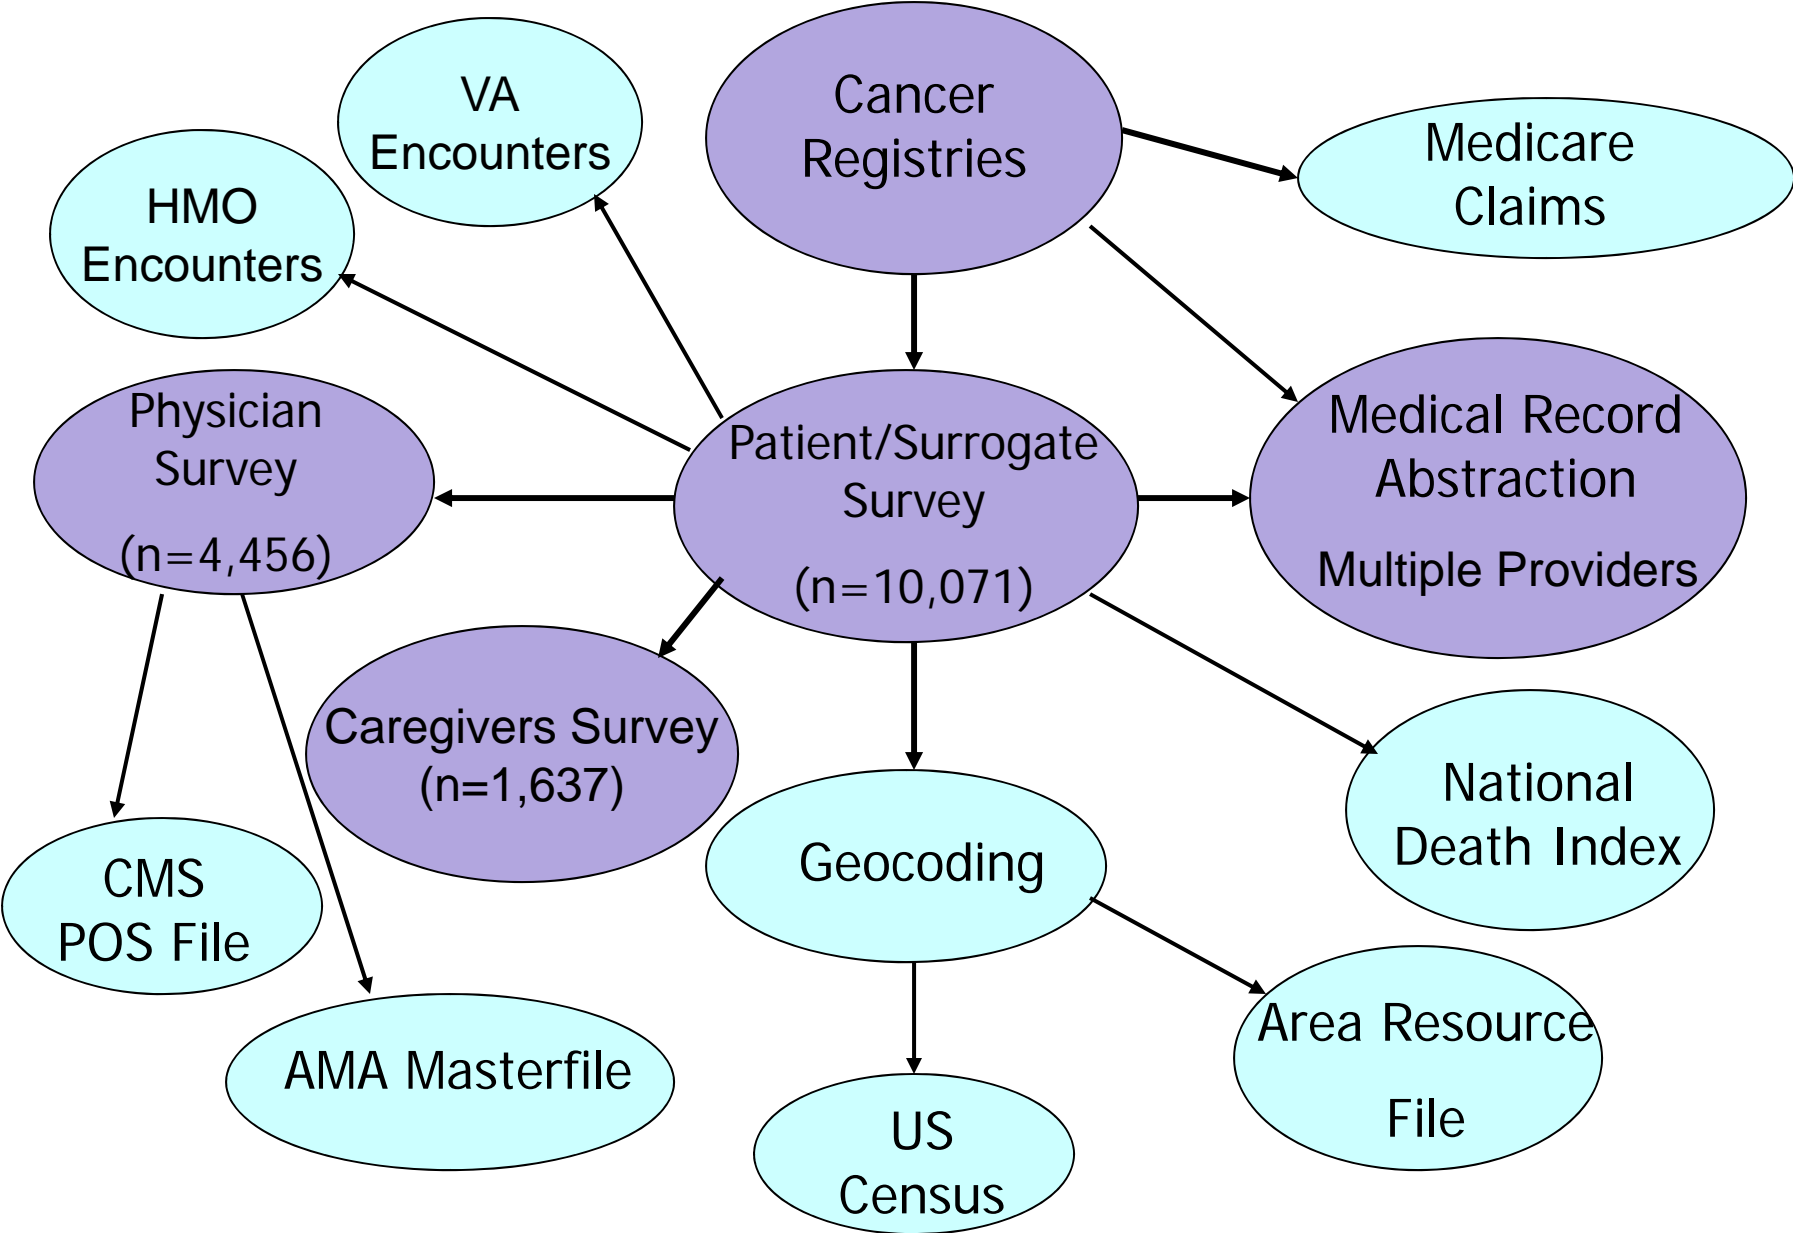 VA
Encounters
Cancer
Registries
Medicare
Claims
HMO
Encounters
Physician
Survey
(n=4,456)
Patient/Surrogate
Survey
(n=10,071)
Medical Record
Abstraction
Multiple Providers
Caregivers Survey
(n=1,637)
National
Death Index
Geocoding
CMS
POS File
AMA Masterfile
Area Resource
File
US
Census